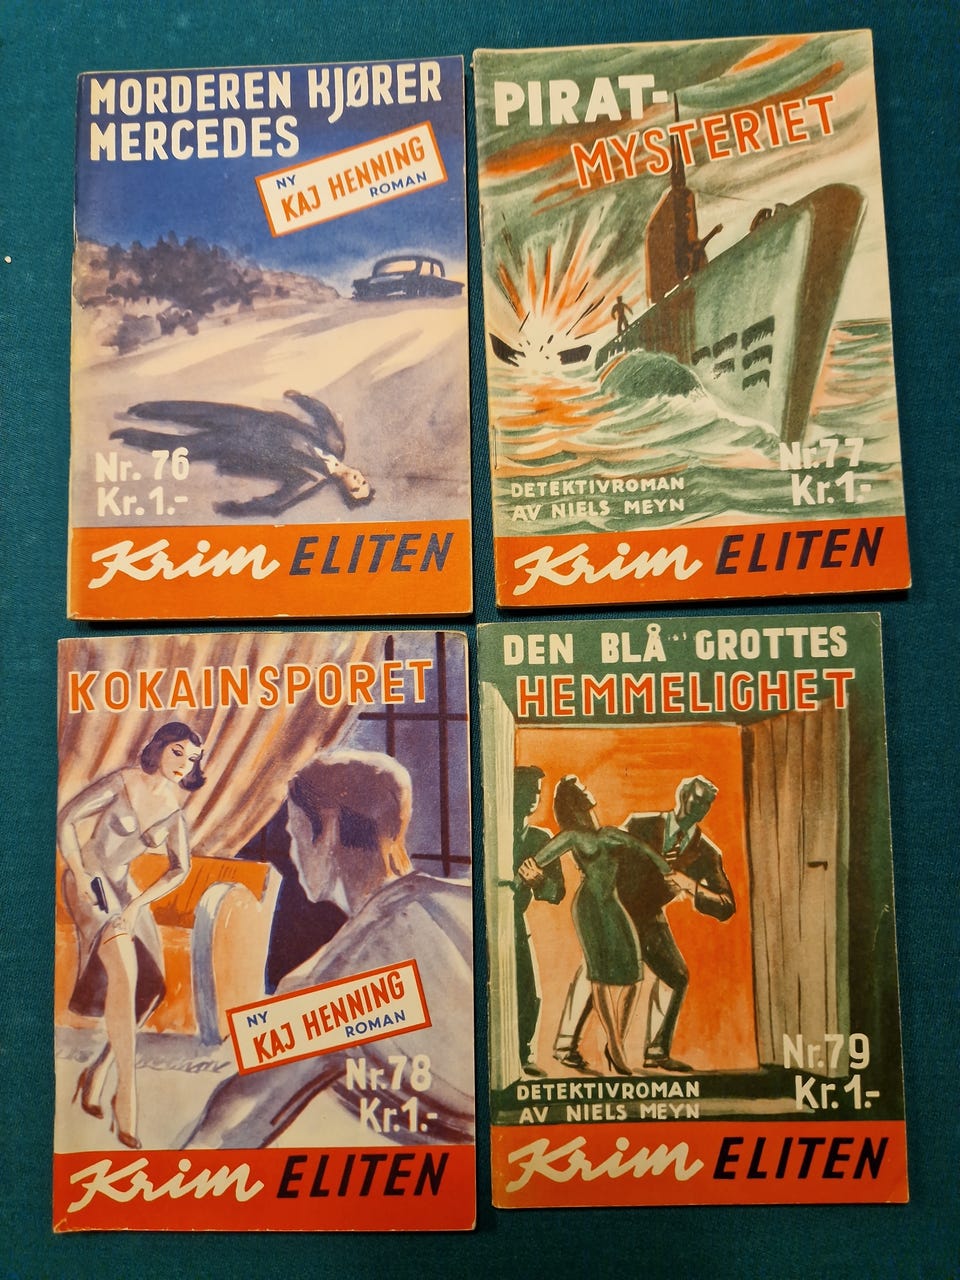 MORDEREN KJØRER
MERCEDES
NY
KAJ HENNING
ROMAN
Nr. 76
Kr. 1.-
Krim ELITEN
PIRAT-
MYSTERIET
Nr. 77
Kr. 1.-
DETEKTIVROMAN
AV NIELS MEYN
Krim ELITEN
KOKAINSPORET
NY
KAJ HENNING
ROMAN
Nr. 78
Kr. 1.-
Krim ELITEN
DEN BLÅ GROTTES
HEMMELIGHET
Nr. 79
Kr. 1.-
DETEKTIVROMAN
AV NIELS MEYN
Krim ELITEN